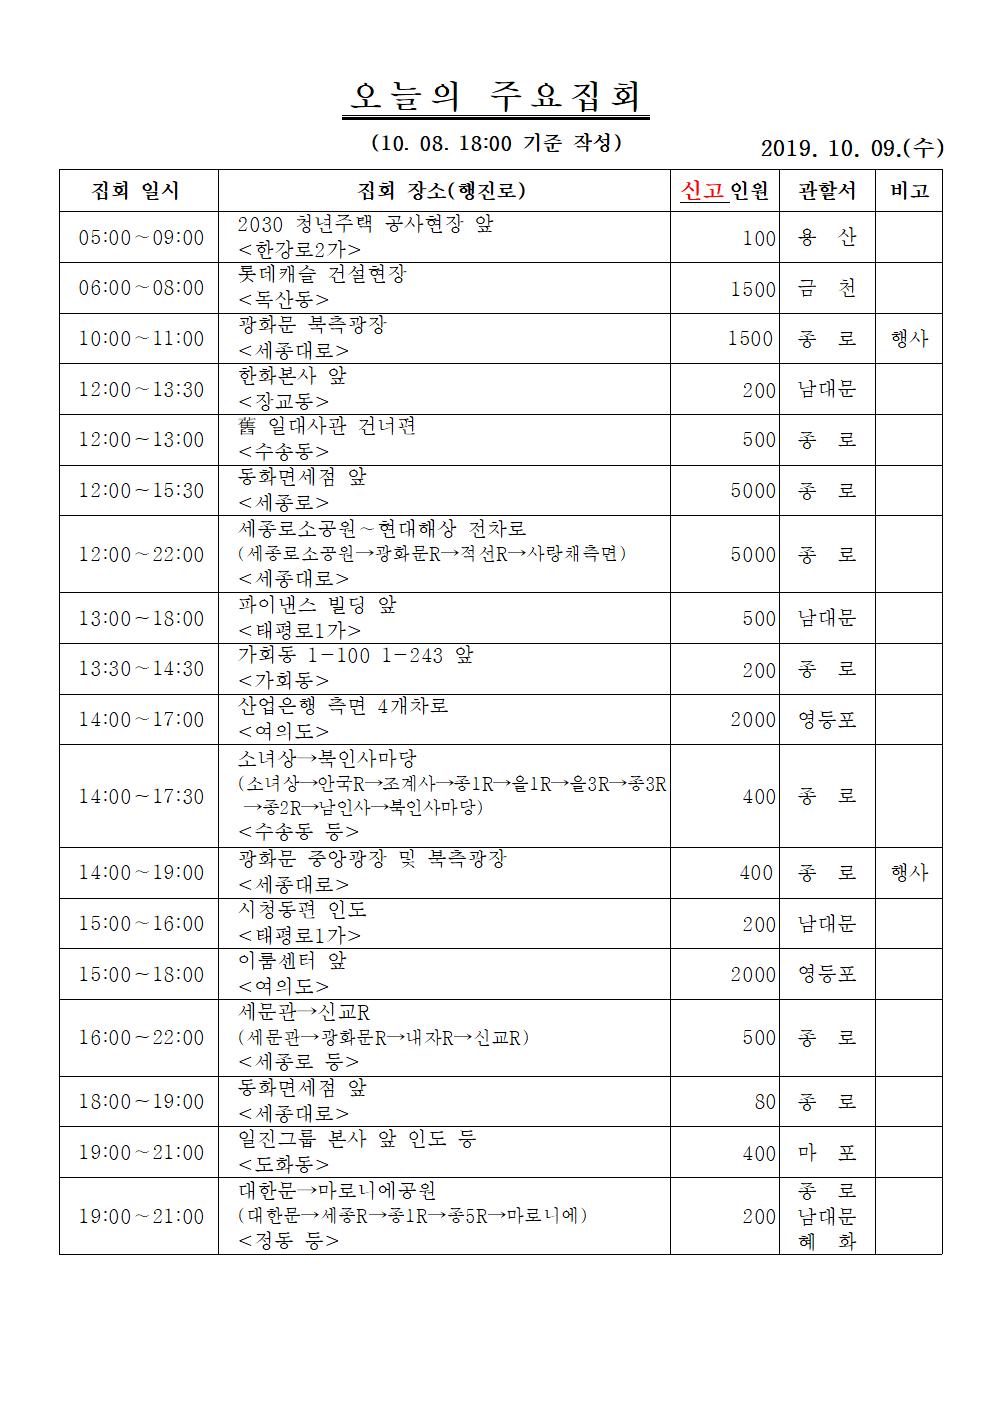 오늘의 주요집회
(10. 08. 18:00 기준 작성)
2019. 10. 09.(수)
집회 일시 집회 장소(행진로) 신고인원 관할서 비고
05:00~09:00 2030 청년주택 공사현장 앞 100 용 산
<한강로2가>
06:00~08:00 롯데캐슬 건설현장 1500 금 천
<독산동>
10:00~11:00 광화문 북측광장 1500 종 로 행사
<세종대로>
12:00~13:30 한화본사 앞 200 남대문
<장교동>
12:00~13:00 舊 일대사관 건너편 500 종 로
<수송동>
12:00~15:30 동화면세점 앞 5000 종 로
<세종로>
12:00~22:00 세종로소공원~현대해상 전차로 5000 종 로
(세종로소공원→광화문R→적선R→사랑채측면)
<세종대로>
13:00~18:00 파이낸스 빌딩 앞 500 남대문
<태평로1가>
13:30~14:30 가회동 1-100 1-243 앞 200 종 로
<가회동>
14:00~17:00 산업은행 측면 4개차로 2000 영등포
<여의도>
14:00~17:30 소녀상→북인사마당 400 종 로
(소녀상→안국R→조계사→종1R→을1R→을3R→종3R
→종2R→남인사→북인사마당)
<수송동 등>
14:00~19:00 광화문 중앙광장 및 북측광장 400 종 로 행사
<세종대로>
15:00~16:00 시청동편 인도 200 남대문
<태평로1가>
15:00~18:00 이룸센터 앞 2000 영등포
<여의도>
16:00~22:00 세문관→신교R 500 종 로
(세문관→광화문R→내자R→신교R)
<세종로 등>
18:00~19:00 동화면세점 앞 80 종 로
<세종대로>
19:00~21:00 일진그룹 본사 앞 인도 등 400 마 포
<도화동>
19:00~21:00 대한문→마로니에공원 200 종 로
(대한문→세종R→종1R→종5R→마로니에) 남대문
<정동 등> 혜 화